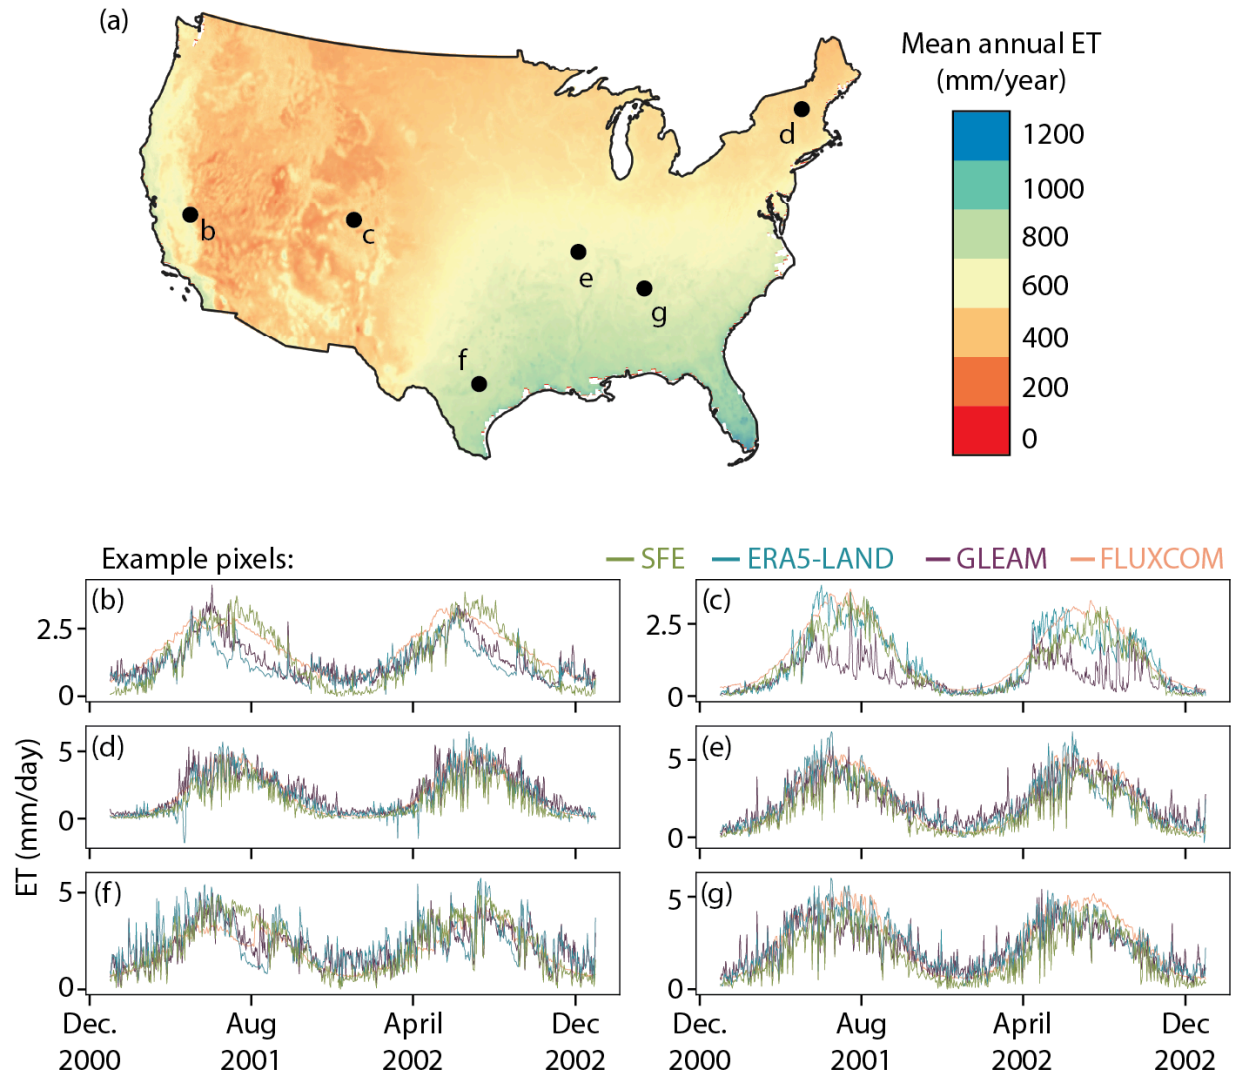 (a)
Mean annual ET
(mm/year)
1200
1000
800
600
400
200
0
b
c
d
e
g
f
Example pixels:
SFE
ERA5-LAND
GLEAM
FLUXCOM
ET (mm/day)
(b)
2.5
0
(c)
2.5
0
(d)
5
0
(e)
5
0
(f)
5
0
(g)
5
0
Dec. Aug April Dec
2000 2001 2002 2002
Dec. Aug April Dec
2000 2001 2002 2002